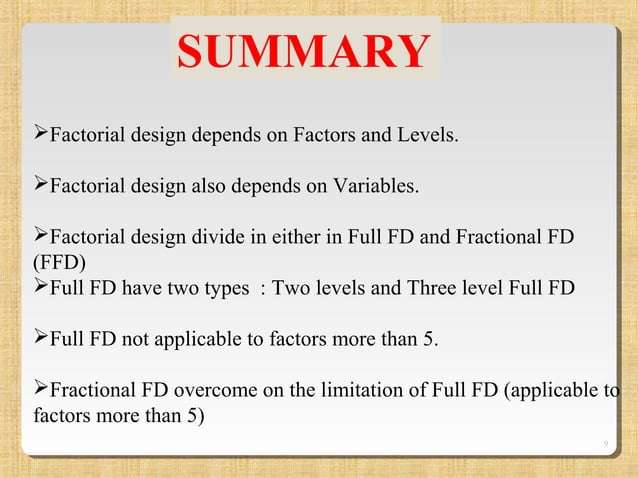 SUMMARY
➢Factorial design depends on Factors and Levels.
➢Factorial design also depends on Variables.
➢Factorial design divide in either in Full FD and Fractional FD
(FFD)
➢Full FD have two types : Two levels and Three level Full FD
➢Full FD not applicable to factors more than 5.
➢Fractional FD overcome on the limitation of Full FD (applicable to
factors more than 5)
9